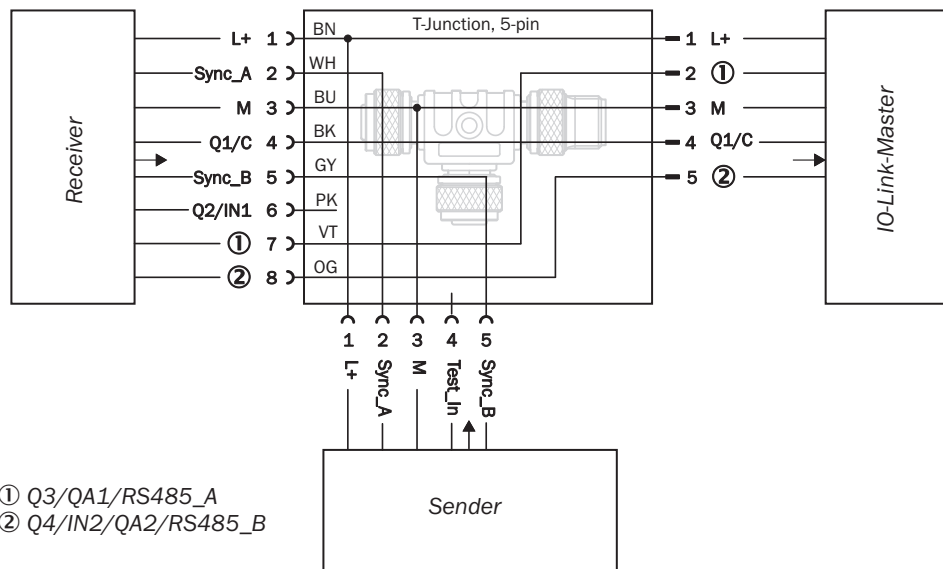 T-Junction, 5-pin
L+ 1 BN 1 L+
Sync_A 2 WH 2 ①
M 3 BU 3 M
Q1/C 4 BK 4 Q1/C
Sync_B 5 GY 5 ②
Q2/IN1 6 PK
① 7 VT
② 8 OG
Receiver
IO-Link-Master
1 2 3 4 5
L+ Sync_A M Test_In Sync_B
Sender
① Q3/QA1/RS485_A
② Q4/IN2/QA2/RS485_B